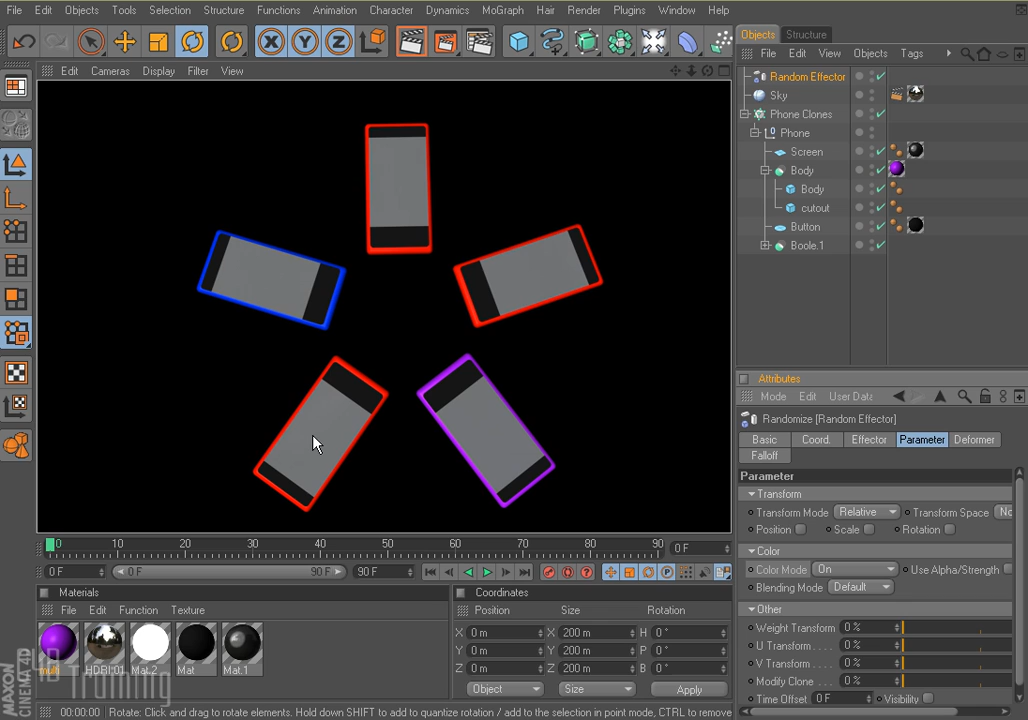 File Edit Objects Tools Selection Structure Functions Animation Character Dynamics MoGraph Hair Render Plugins Window Help
Objects Structure
File Edit View Objects Tags
Edit Cameras Display Filter View
Random Effector
Sky
Phone Clones
Phone
Screen
Body
Body
cutout
Button
Boole.1
Attributes
Mode Edit User Data
Randomize [Random Effector]
Basic Coord. Effector Parameter Deformer
Falloff
Parameter
Transform
Transform Mode Relative Transform Space No
Position Scale Rotation
Color
Color Mode On Use Alpha/Strength
Blending Mode Default
Other
Weight Transform 0 %
U Transform . . . . 0 %
V Transform . . . . 0 %
Modify Clone . . . 0 %
Time Offset 0 F Visibility
0 10 20 30 40 50 60 70 80 90 0 F
0 F 0 F 90 F 90 F
Materials
File Edit Function Texture
multi HDRI:01 Mat.2 Mat Mat.1
Coordinates
Position Size Rotation
X 0 m X 200 m H 0 °
Y 0 m Y 200 m P 0 °
Z 0 m Z 200 m B 0 °
Object Size Apply
MAXON
CINEMA 4D
Training
00:00:00 Rotate: Click and drag to rotate elements. Hold down SHIFT to add to quantize rotation / add to the selection in point mode, CTRL to remove